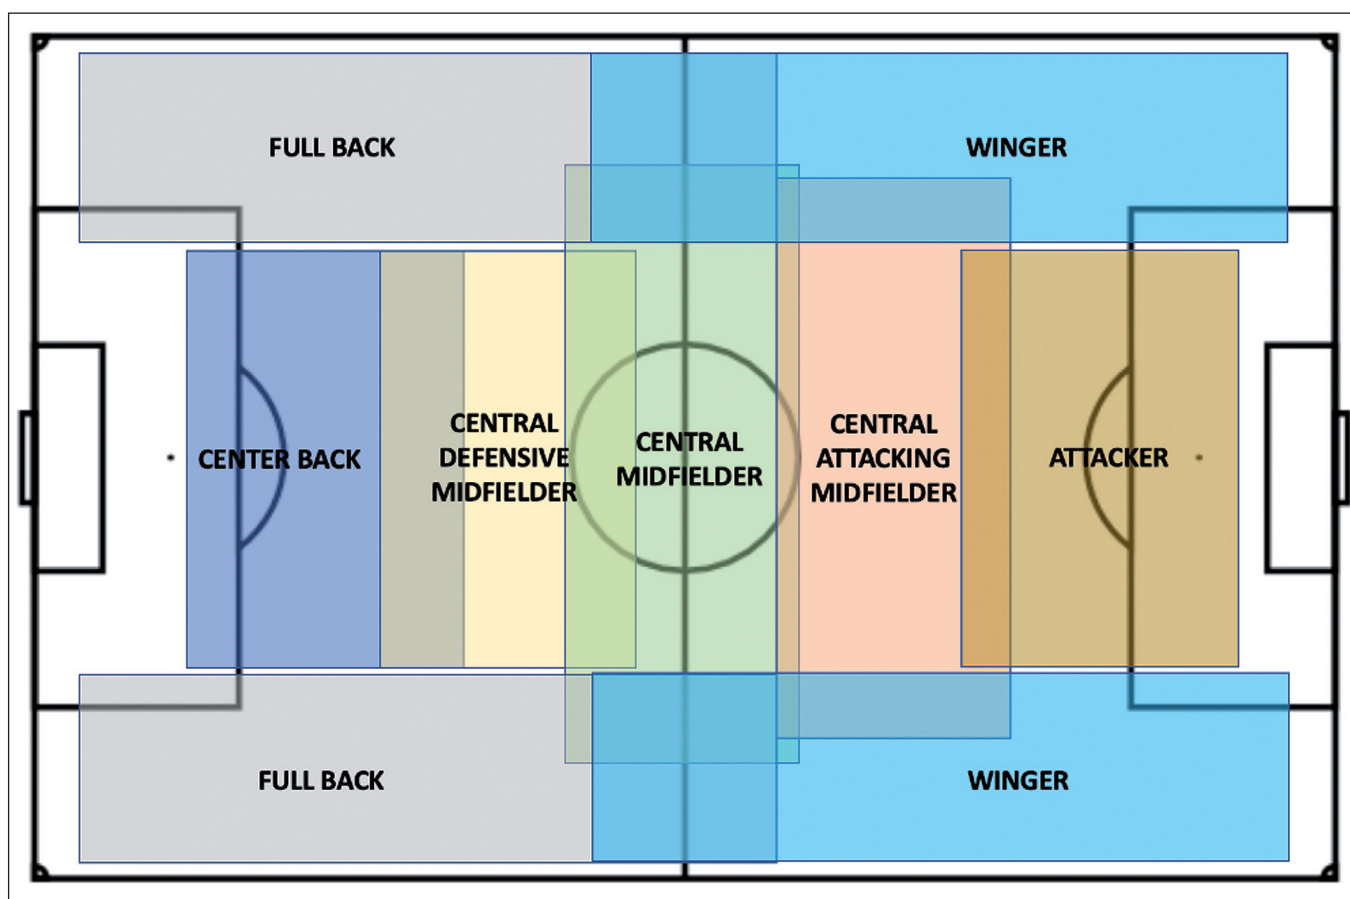 FULL BACK
WINGER
CENTER BACK
CENTRAL
DEFENSIVE
MIDFIELDER
CENTRAL
MIDFIELDER
CENTRAL
ATTACKING
MIDFIELDER
ATTACKER
FULL BACK
WINGER